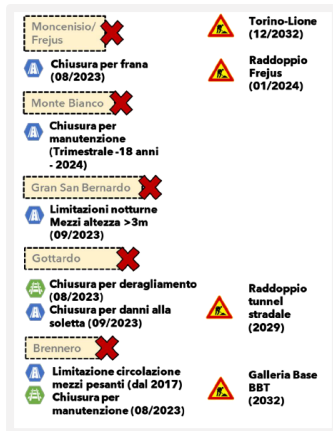 Moncenisio/
Frejus
Torino-Lione
(12/2032)
Chiusura per frana
(08/2023)
Raddoppio
Frejus
(01/2024)
Monte Bianco
Chiusura per
manutenzione
(Trimestrale -18 anni
- 2024)
Gran San Bernardo
Limitazioni notturne
Mezzi altezza >3m
(09/2023)
Gottardo
Chiusura per deragliamento
(08/2023)
Chiusura per danni alla
soletta (09/2023)
Raddoppio
tunnel
stradale
(2029)
Brennero
Limitazione circolazione
mezzi pesanti (dal 2017)
Chiusura per
manutenzione (08/2023)
Galleria Base
BBT
(2032)